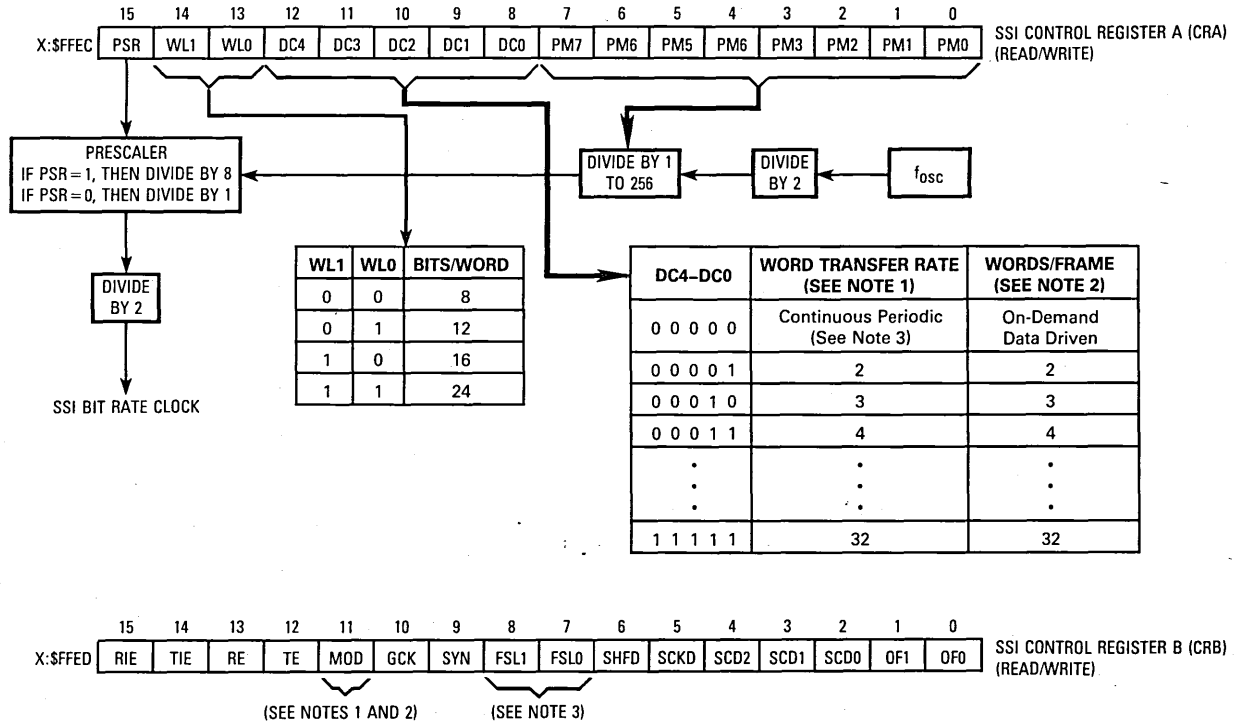 15 14 13 12 11 10 9 8 7 6 5 4 3 2 1 0
X:$FFEC PSR WL1 WL0 DC4 DC3 DC2 DC1 DC0 PM7 PM6 PM5 PM6 PM3 PM2 PM1 PM0 SSI CONTROL REGISTER A (CRA)
(READ/WRITE)
PRESCALER
IF PSR=1, THEN DIVIDE BY 8
IF PSR=0, THEN DIVIDE BY 1
DIVIDE BY 1
TO 256
DIVIDE
BY 2
fosc
DIVIDE
BY 2
SSI BIT RATE CLOCK
WL1 WL0 BITS/WORD
0 0 8
0 1 12
1 0 16
1 1 24
DC4–DC0 WORD TRANSFER RATE (SEE NOTE 1) WORDS/FRAME (SEE NOTE 2)
0 0 0 0 0 Continuous Periodic (See Note 3) On-Demand Data Driven
0 0 0 0 1 2 2
0 0 0 1 0 3 3
0 0 0 1 1 4 4
1 1 1 1 1 32 32
15 14 13 12 11 10 9 8 7 6 5 4 3 2 1 0
X:$FFED RIE TIE RE TE MOD GCK SYN FSL1 FSL0 SHFD SCKD SCD2 SCD1 SCD0 OF1 OF0 SSI CONTROL REGISTER B (CRB)
(READ/WRITE)
(SEE NOTES 1 AND 2) (SEE NOTE 3)